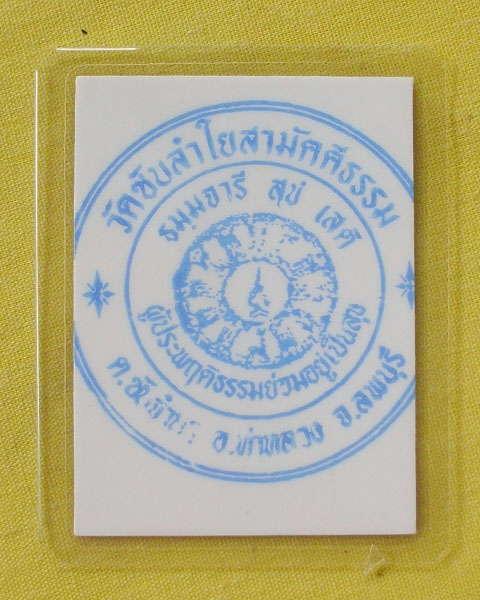 วัดซับลำโยสามัคคีธรรม
ธมฺมจารี สุขํ เสติ
ผู้ประพฤติธรรมย่อมอยู่เป็นสุข
ต. อ.ท่าหลวง จ.ลพบุรี